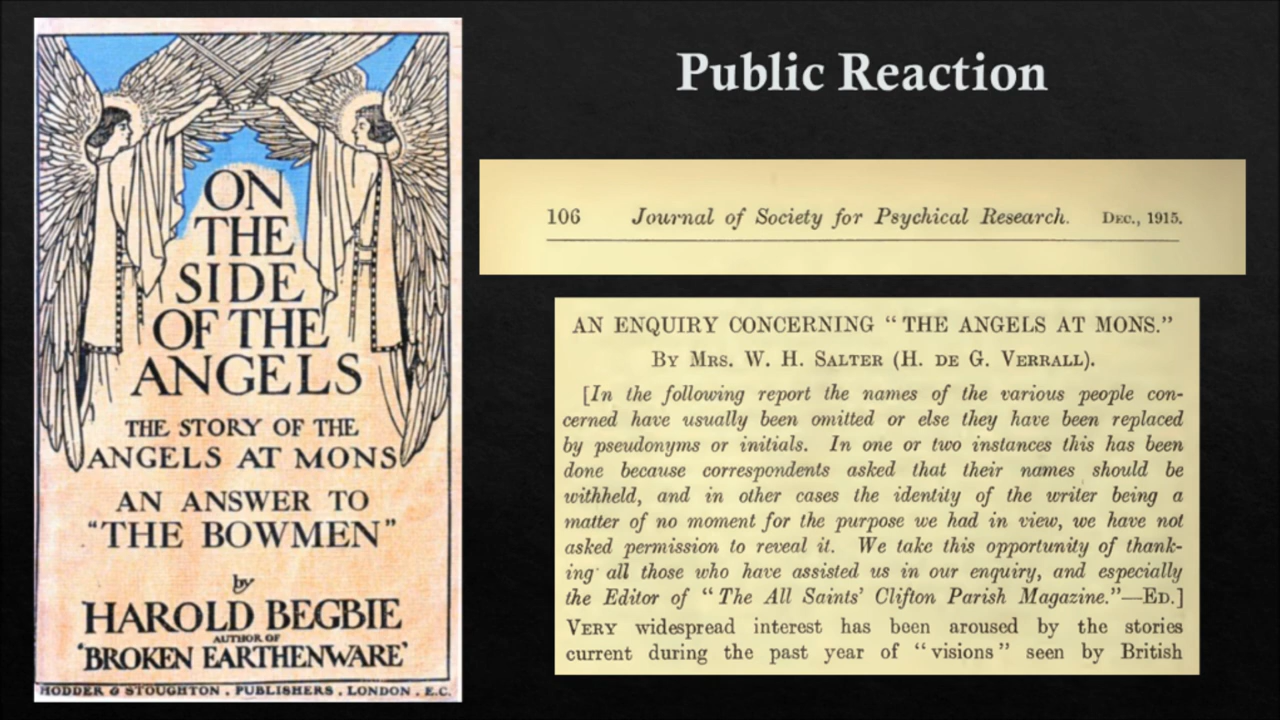 Public Reaction
ON
THE
SIDE
OF THE
ANGELS
THE STORY OF THE
ANGELS AT MONS
AN ANSWER TO
"THE BOWMEN"
by
HAROLD BEGBIE
AUTHOR OF
'BROKEN EARTHENWARE'
HODDER & STOUGHTON . PUBLISHERS . LONDON . E.C.
106 Journal of Society for Psychical Research. DEC., 1915.
AN ENQUIRY CONCERNING "THE ANGELS AT MONS."
BY MRS. W. H. SALTER (H. DE G. VERRALL).
[In the following report the names of the various people con-
cerned have usually been omitted or else they have been replaced
by pseudonyms or initials. In one or two instances this has been
done because correspondents asked that their names should be
withheld, and in other cases the identity of the writer being a
matter of no moment for the purpose we had in view, we have not
asked permission to reveal it. We take this opportunity of thank-
ing all those who have assisted us in our enquiry, and especially
the Editor of "The All Saints' Clifton Parish Magazine."—ED.]
VERY widespread interest has been aroused by the stories
current during the past year of "visions" seen by British